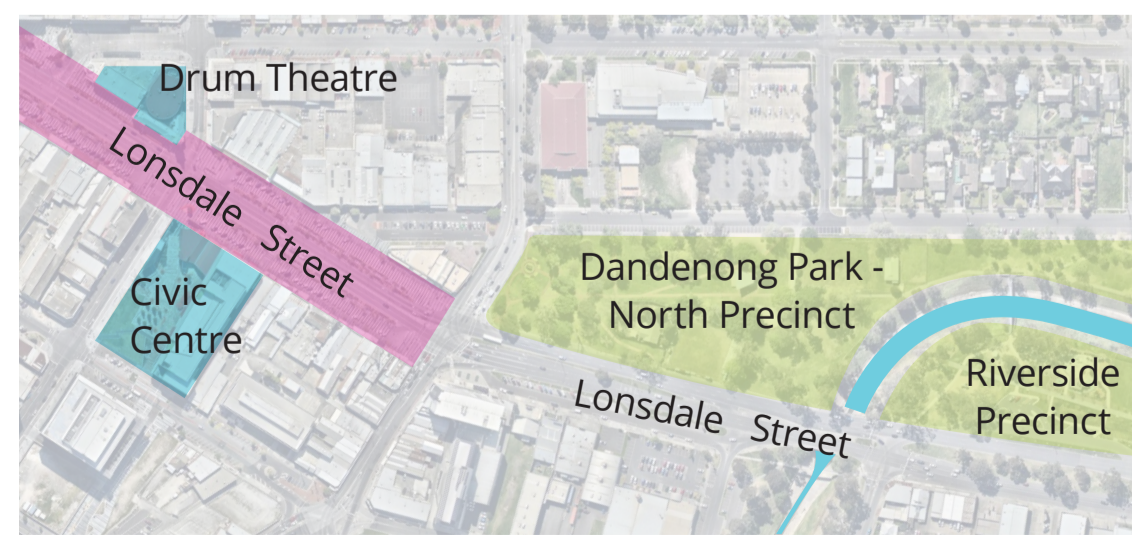 Drum Theatre
Lonsdale Street
Civic
Centre
Dandenong Park -
North Precinct
Riverside
Precinct
Lonsdale Street